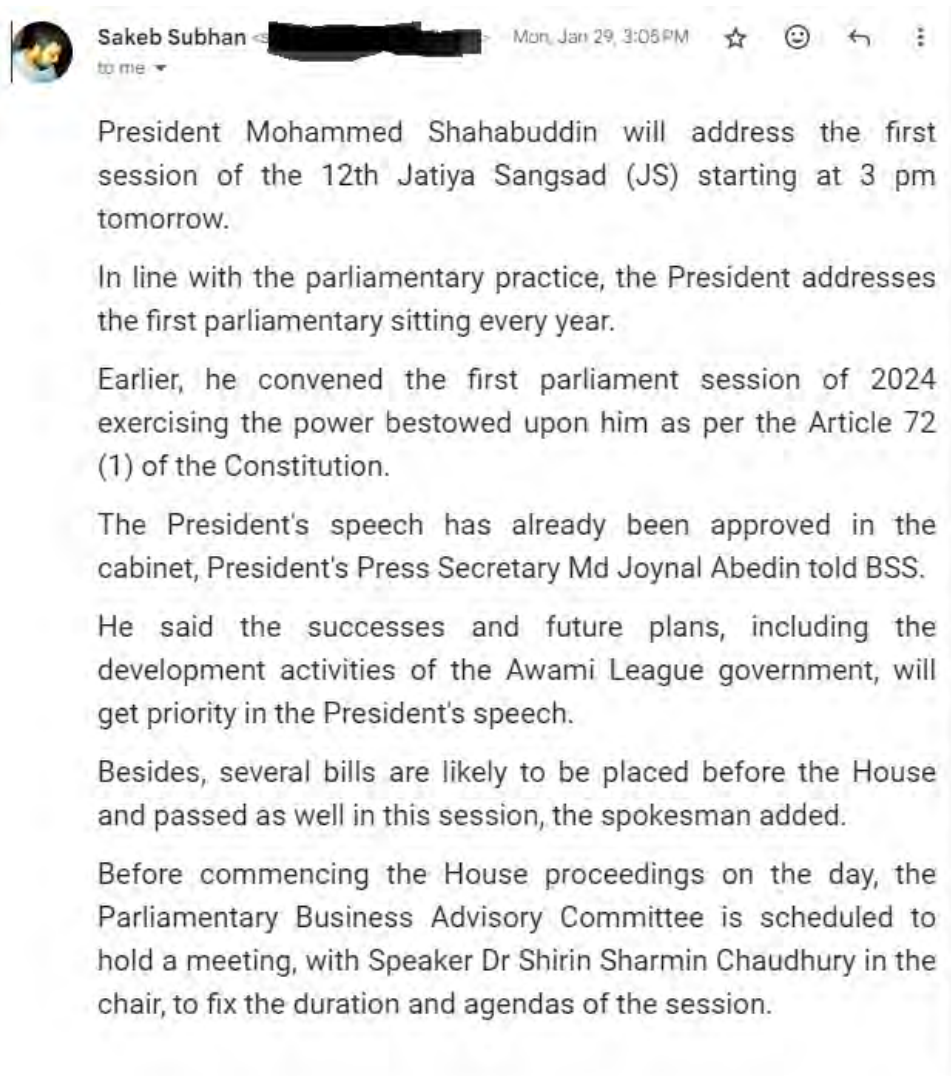 Sakeb Subhan <s Mon, Jan 29, 3:05 PM
to me
President Mohammed Shahabuddin will address the first
session of the 12th Jatiya Sangsad (JS) starting at 3 pm
tomorrow.
In line with the parliamentary practice, the President addresses
the first parliamentary sitting every year.
Earlier, he convened the first parliament session of 2024
exercising the power bestowed upon him as per the Article 72
(1) of the Constitution.
The President's speech has already been approved in the
cabinet, President's Press Secretary Md Joynal Abedin told BSS.
He said the successes and future plans, including the
development activities of the Awami League government, will
get priority in the President's speech.
Besides, several bills are likely to be placed before the House
and passed as well in this session, the spokesman added.
Before commencing the House proceedings on the day, the
Parliamentary Business Advisory Committee is scheduled to
hold a meeting, with Speaker Dr Shirin Sharmin Chaudhury in the
chair, to fix the duration and agendas of the session.